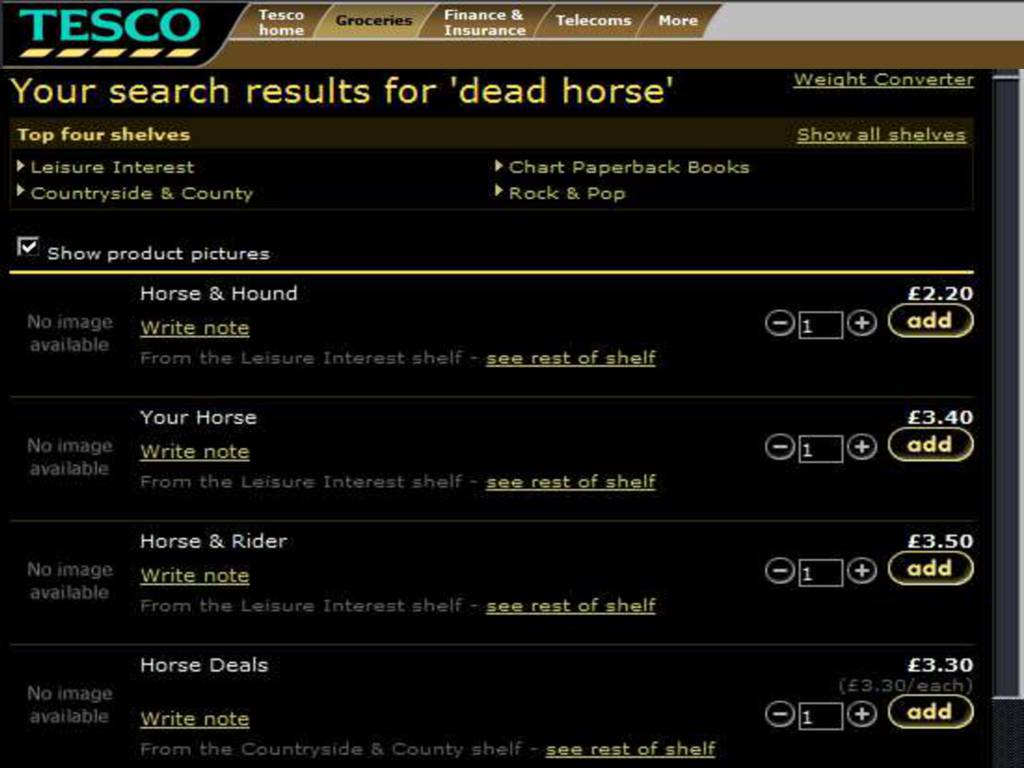 TESCO
Tesco home
Groceries
Finance & Insurance
Telecoms
More
Your search results for 'dead horse'
Weight Converter
Top four shelves
Show all shelves
Leisure Interest
Chart Paperback Books
Countryside & County
Rock & Pop
Show product pictures
Horse & Hound
£2.20
No image available
Write note
1
add
From the Leisure Interest shelf - see rest of shelf
Your Horse
£3.40
No image available
Write note
1
add
From the Leisure Interest shelf - see rest of shelf
Horse & Rider
£3.50
No image available
Write note
1
add
From the Leisure Interest shelf - see rest of shelf
Horse Deals
£3.30
(£3.30/each)
No image available
Write note
1
add
From the Countryside & County shelf - see rest of shelf